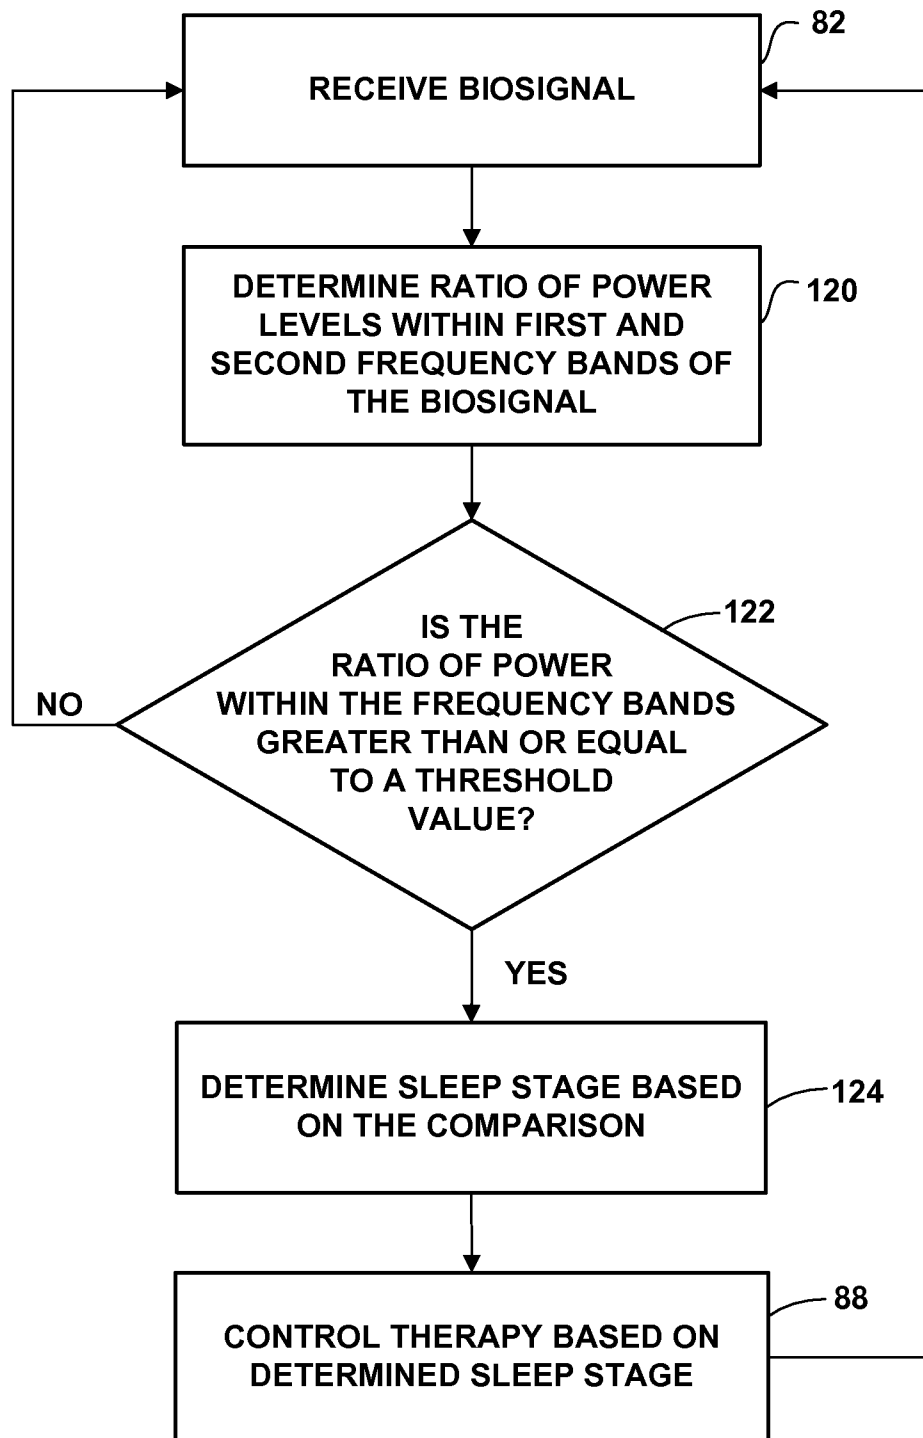 82
RECEIVE BIOSIGNAL
DETERMINE RATIO OF POWER
LEVELS WITHIN FIRST AND
SECOND FREQUENCY BANDS OF
THE BIOSIGNAL
120
122
IS THE
RATIO OF POWER
WITHIN THE FREQUENCY BANDS
GREATER THAN OR EQUAL
TO A THRESHOLD
VALUE?
NO
YES
DETERMINE SLEEP STAGE BASED
ON THE COMPARISON
124
88
CONTROL THERAPY BASED ON
DETERMINED SLEEP STAGE